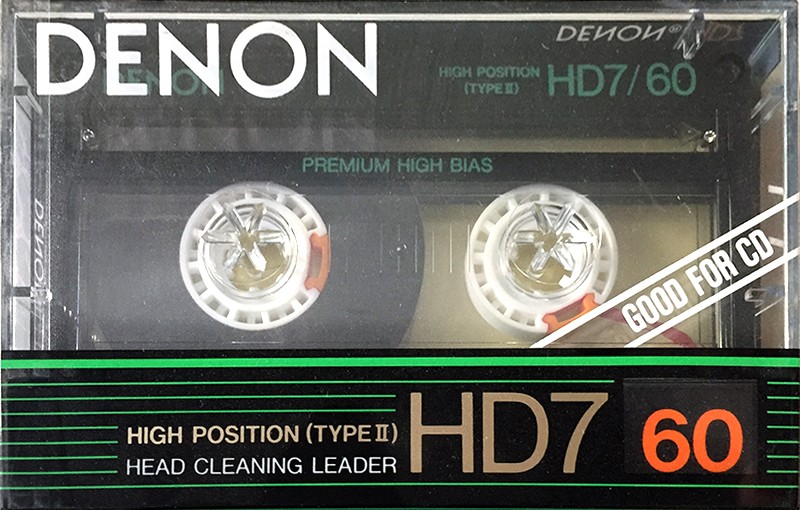 DENON
DENON
HIGH POSITION
(TYPE II)
HD7/60
PREMIUM HIGH BIAS
DENON
GOOD FOR CD
HIGH POSITION (TYPE II)
HEAD CLEANING LEADER
HD7
60